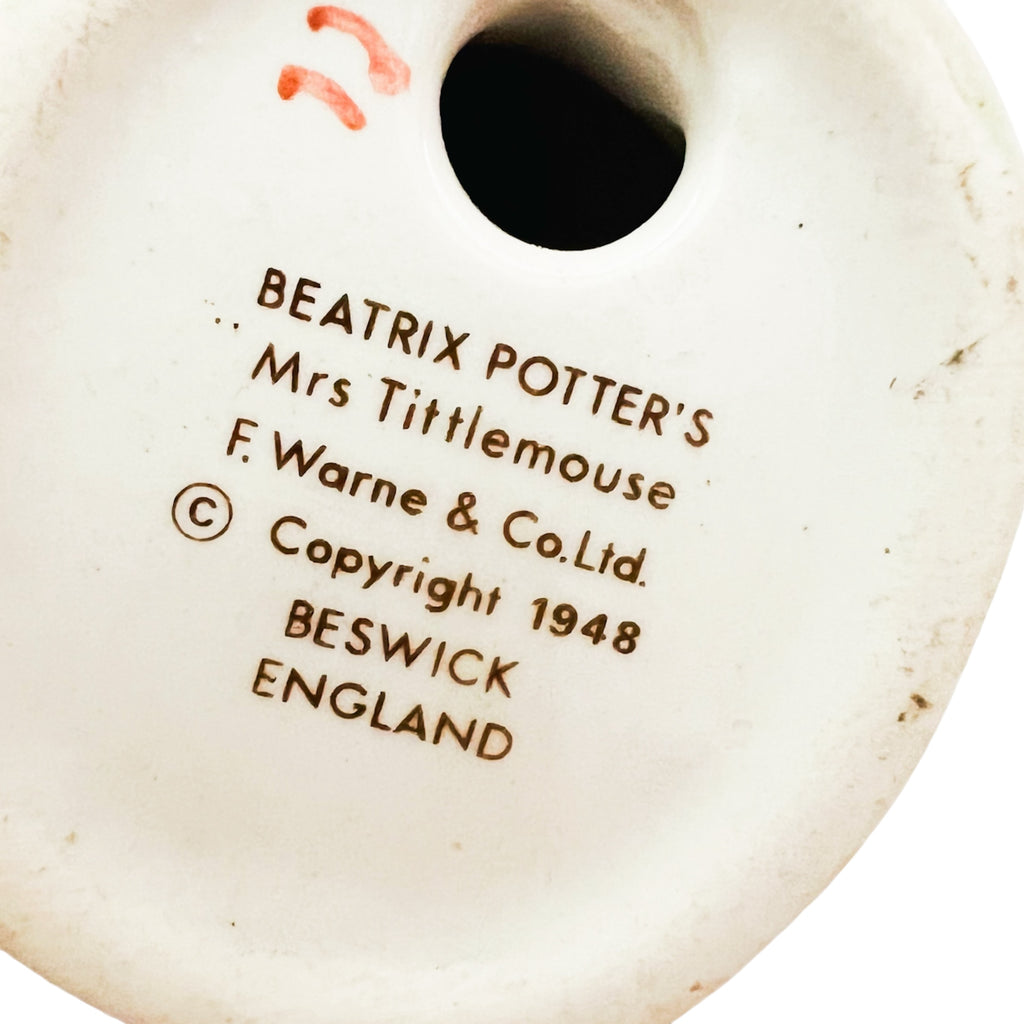 BEATRIX POTTER'S
Mrs Tittlemouse
F. Warne & Co.Ltd.
© Copyright 1948
BESWICK
ENGLAND